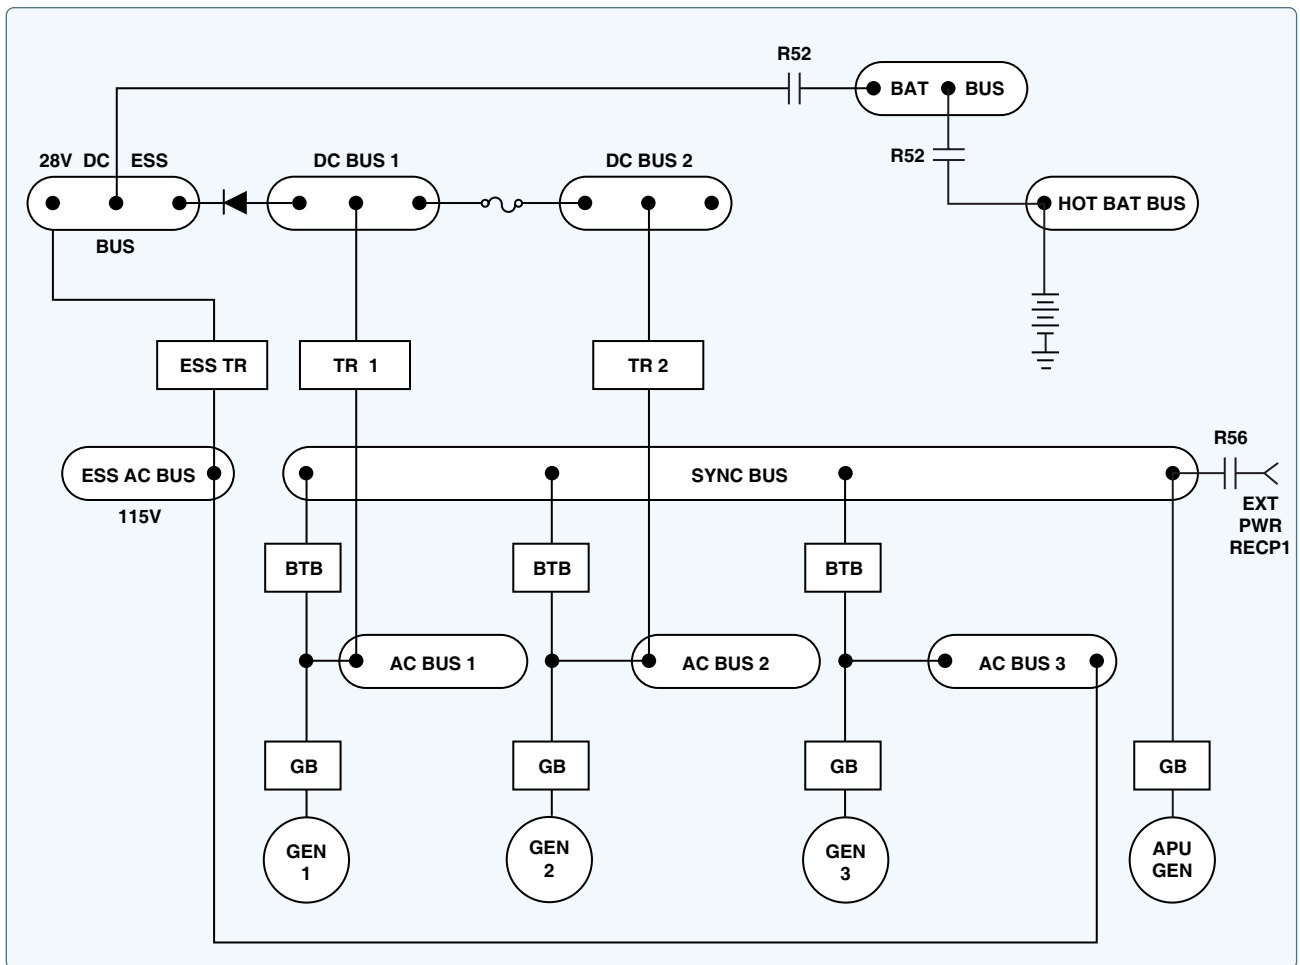 R52
BAT BUS
R52
28V DC ESS
DC BUS 1
DC BUS 2
HOT BAT BUS
BUS
ESS TR
TR 1
TR 2
R56
ESS AC BUS
SYNC BUS
115V
EXT
PWR
RECP1
BTB
BTB
BTB
AC BUS 1
AC BUS 2
AC BUS 3
GB
GB
GB
GB
GEN
1
GEN
2
GEN
3
APU
GEN